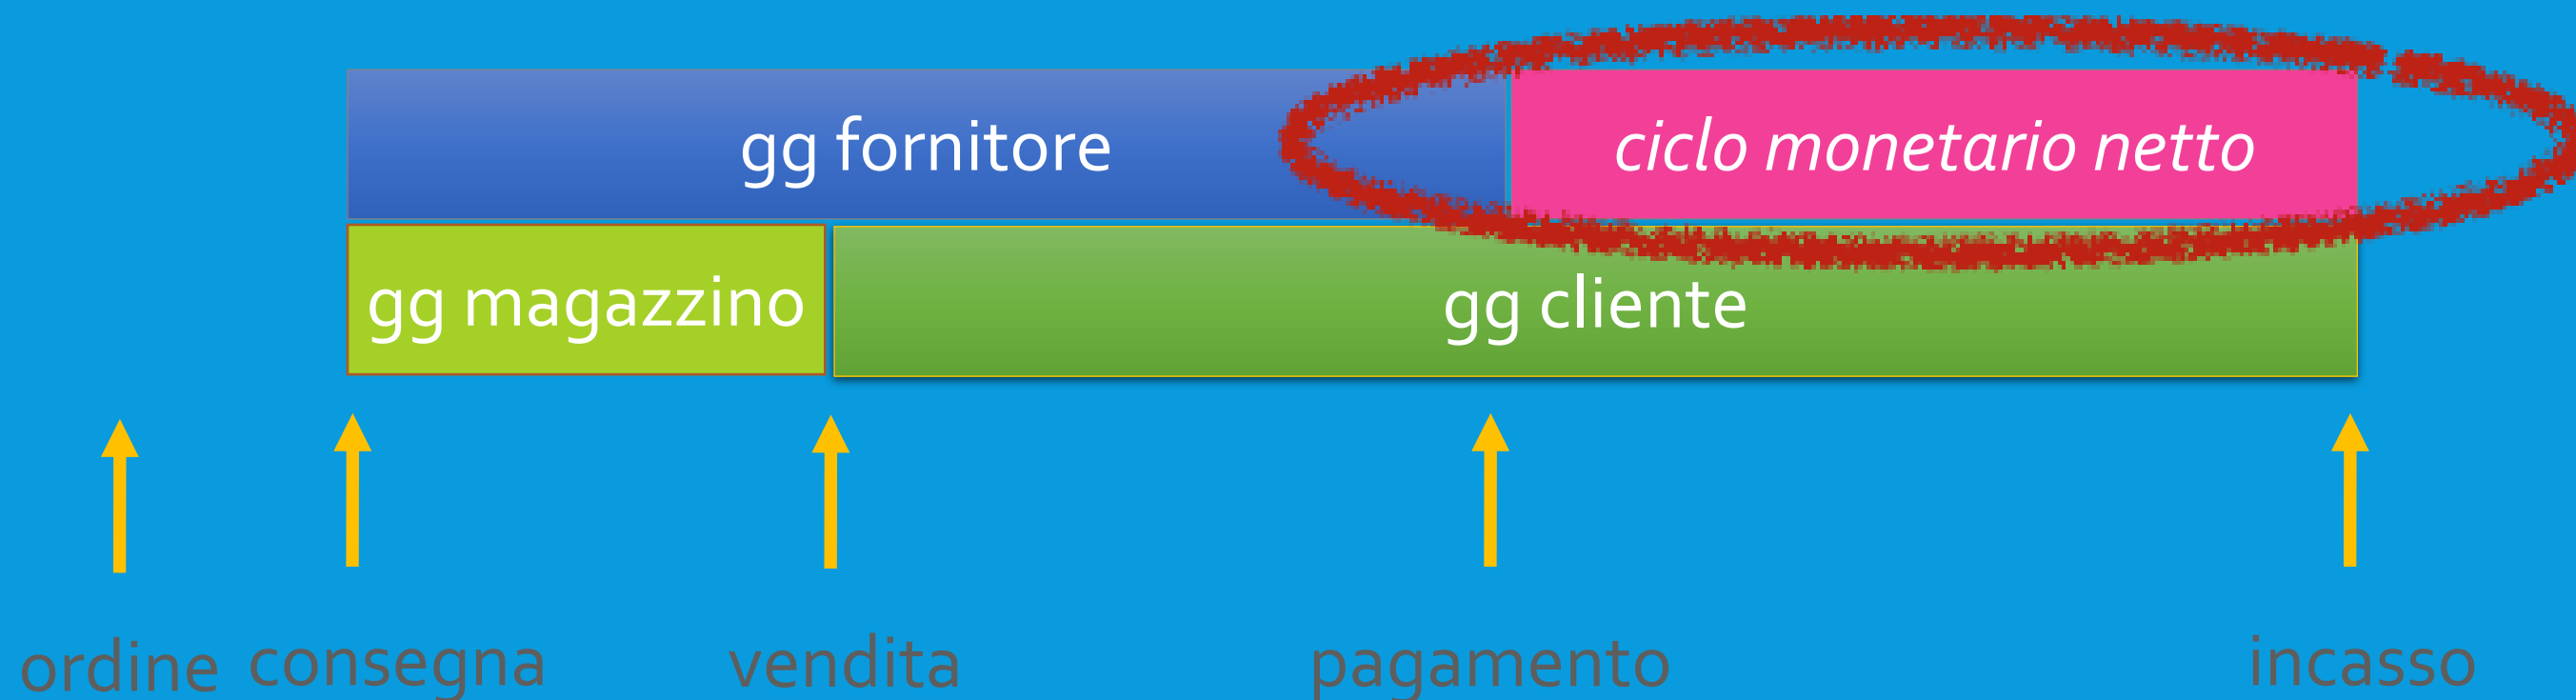 gg fornitore
ciclo monetario netto
gg magazzino
gg cliente
ordine
consegna
vendita
pagamento
incasso